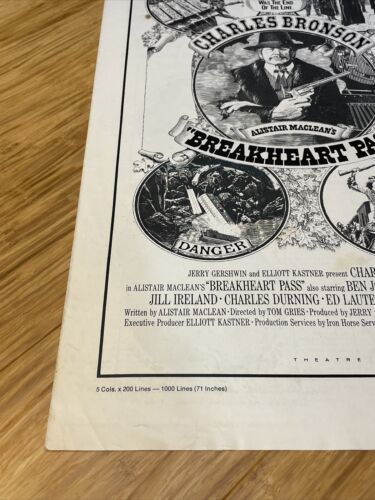 WAS THE END
OF THE LINE.
CHARLES BRONSON
ALISTAIR MACLEAN'S
"BREAKHEART PA
DANGER
JERRY GERSHWIN and ELLIOTT KASTNER present CHAR
in ALISTAIR MACLEAN'S "BREAKHEART PASS" also starring BEN JO
JILL IRELAND · CHARLES DURNING · ED LAUTE
Written by ALISTAIR MACLEAN · Directed by TOM GRIES · Produced by JERRY
Executive Producer ELLIOTT KASTNER · Production Services by Iron Horse Serv
THEATRE
5 Cols. x 200 Lines — 1000 Lines (71 Inches)